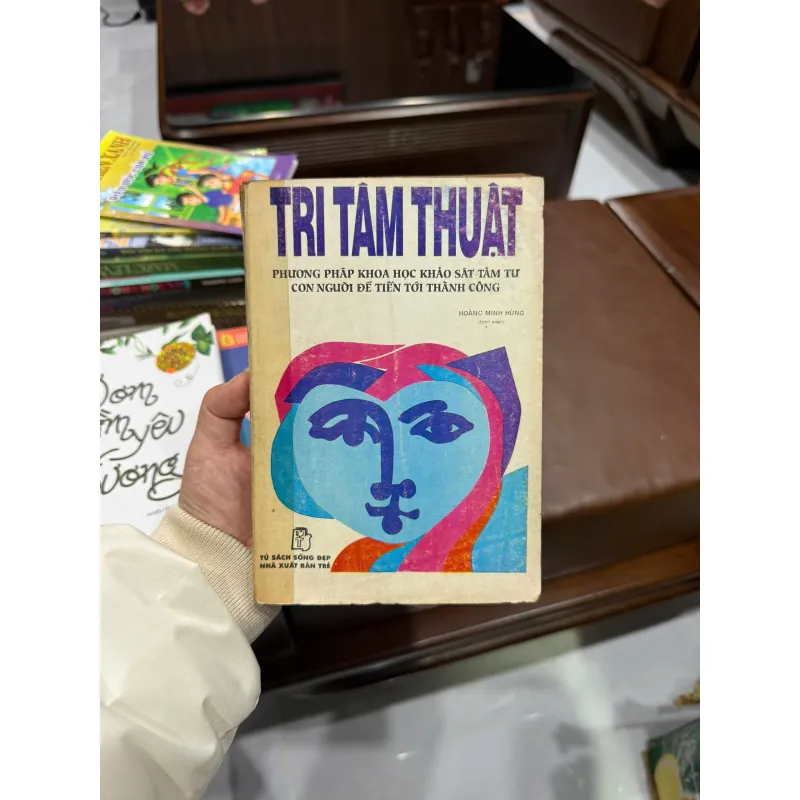 TRI TÂM THUẬT
PHƯƠNG PHÁP KHOA HỌC KHẢO SÁT TÂM TƯ
CON NGƯỜI ĐỂ TIẾN TỚI THÀNH CÔNG
HOÀNG MINH HÙNG
TỦ SÁCH SỐNG ĐẸP
NHÀ XUẤT BẢN TRẺ
yêu